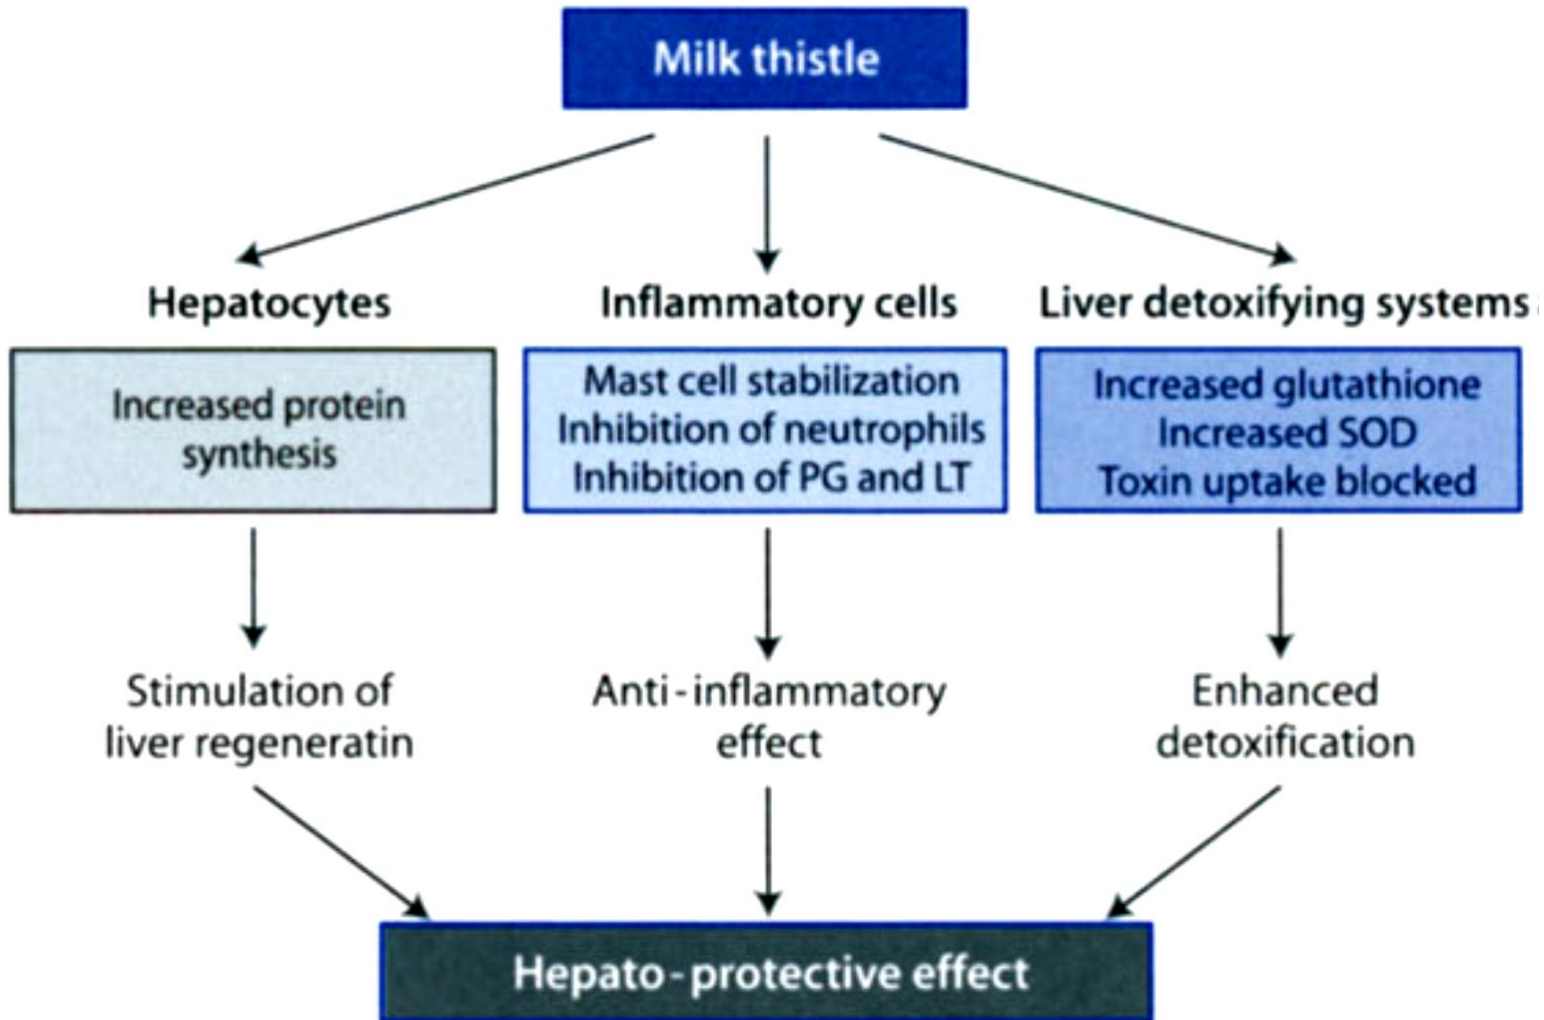 Milk thistle
Hepatocytes
Increased protein
synthesis
Stimulation of
liver regeneratin
Inflammatory cells
Mast cell stabilization
Inhibition of neutrophils
Inhibition of PG and LT
Anti-inflammatory
effect
Liver detoxifying systems
Increased glutathione
Increased SOD
Toxin uptake blocked
Enhanced
detoxification
Hepato-protective effect